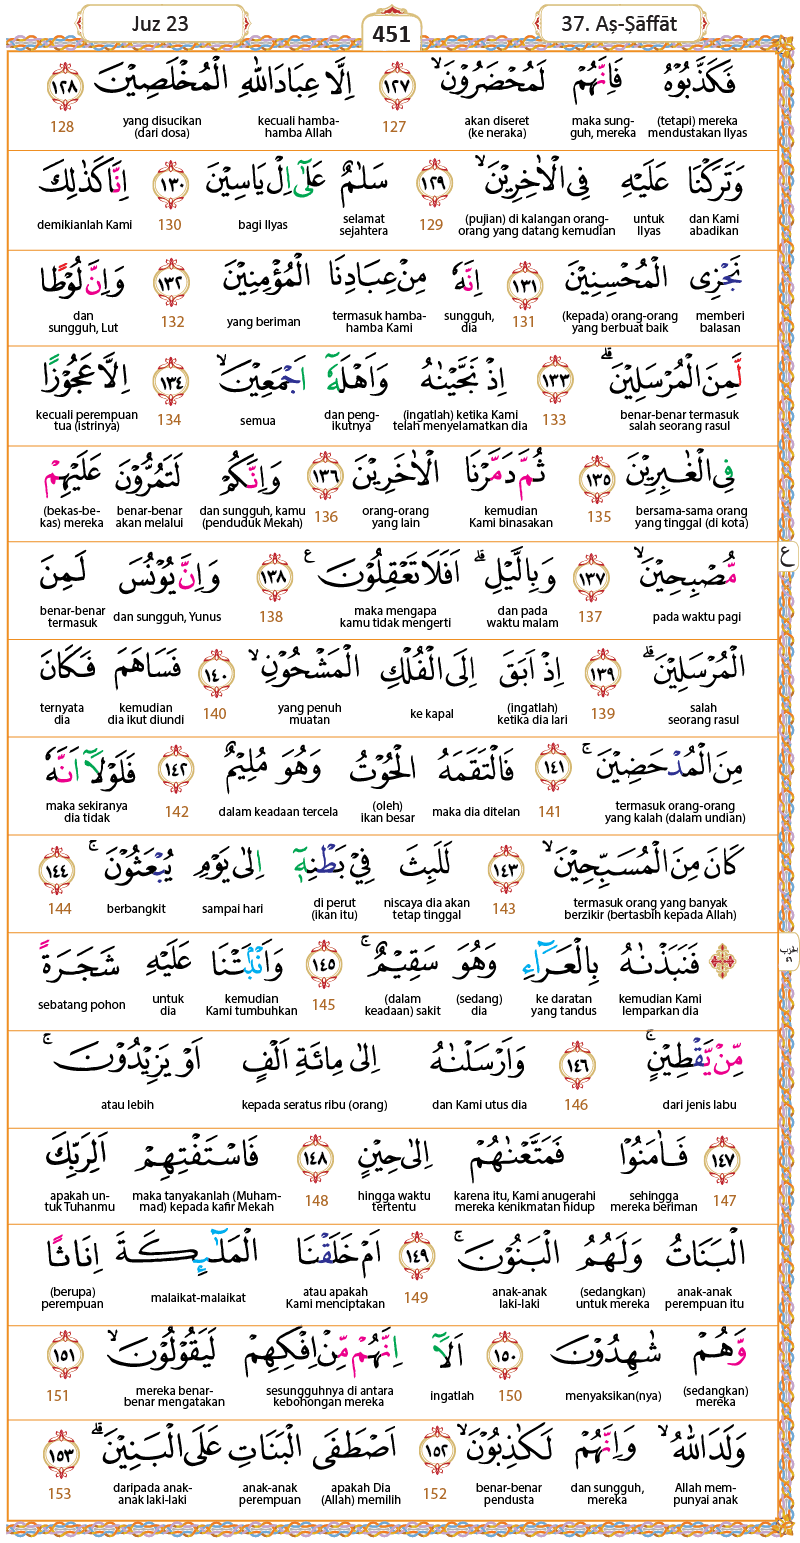 Juz 23
451
37. Aṣ-Ṣāffāt
فَكَذَّبُوْهُ فَاِنَّهُمْ لَمُحْضَرُوْنَۙ ١٢٧ اِلَّا عِبَادَ اللّٰهِ الْمُخْلَصِيْنَ ١٢٨
(tetapi) mereka mendustakan Ilyas
maka sung-guh, mereka
akan diseret (ke neraka)
127
kecuali hamba-hamba Allah
yang disucikan (dari dosa)
128
وَتَرَكْنَا عَلَيْهِ فِى الْاٰخِرِيْنَۙ ١٢٩ سَلٰمٌ عَلٰٓى اِلْ يَاسِيْنَ ١٣٠ اِنَّا كَذٰلِكَ
dan Kami abadikan
untuk Ilyas
(pujian) di kalangan orang-orang yang datang kemudian
129
selamat sejahtera
bagi Ilyas
130
demikianlah Kami
نَجْزِى الْمُحْسِنِيْنَ ١٣١ اِنَّهٗ مِنْ عِبَادِنَا الْمُؤْمِنِيْنَ ١٣٢ وَاِنَّ لُوْطًا
memberi balasan
(kepada) orang-orang yang berbuat baik
131
sungguh, dia
termasuk hamba-hamba Kami
yang beriman
132
dan sungguh, Lut
لَّمِنَ الْمُرْسَلِيْنَۗ ١٣٣ اِذْ نَجَّيْنٰهُ وَاَهْلَهٗٓ اَجْمَعِيْنَۙ ١٣٤ اِلَّا عَجُوْزًا
benar-benar termasuk salah seorang rasul
133
(ingatlah) ketika Kami telah menyelamatkan dia
dan peng-ikutnya
semua
134
kecuali perempuan tua (istrinya)
فِى الْغٰبِرِيْنَ ١٣٥ ثُمَّ دَمَّرْنَا الْاٰخَرِيْنَ ١٣٦ وَاِنَّكُمْ لَتَمُرُّوْنَ عَلَيْهِمْ
bersama-sama orang yang tinggal (di kota)
135
kemudian Kami binasakan
orang-orang yang lain
136
dan sungguh, kamu (penduduk Mekah)
benar-benar akan melalui
(bekas-be-kas) mereka
مُّصْبِحِيْنَۙ ١٣٧ وَبِالَّيْلِۗ اَفَلَا تَعْقِلُوْنَ ࣖ ١٣٨ وَاِنَّ يُوْنُسَ لَمِنَ
ع
pada waktu pagi
137
dan pada waktu malam
maka mengapa kamu tidak mengerti
138
dan sungguh, Yunus
benar-benar termasuk
الْمُرْسَلِيْنَۗ ١٣٩ اِذْ اَبَقَ اِلَى الْفُلْكِ الْمَشْحُوْنِۙ ١٤٠ فَسَاهَمَ فَكَانَ
salah seorang rasul
139
(ingatlah) ketika dia lari
ke kapal
yang penuh muatan
140
kemudian dia ikut diundi
ternyata dia
مِنَ الْمُدْحَضِيْنَۚ ١٤١ فَالْتَقَمَهُ الْحُوْتُ وَهُوَ مُلِيْمٌ ١٤٢ فَلَوْلَآ اَنَّهٗ
termasuk orang-orang yang kalah (dalam undian)
141
maka dia ditelan
(oleh) ikan besar
dalam keadaan tercela
142
maka sekiranya dia tidak
كَانَ مِنَ الْمُسَبِّحِيْنَۙ ١٤٣ لَلَبِثَ فِيْ بَطْنِهٖٓ اِلٰى يَوْمِ يُبْعَثُوْنَۚ ١٤٤
termasuk orang yang banyak berzikir (bertasbih kepada Allah)
143
niscaya dia akan tetap tinggal
di perut (ikan itu)
sampai hari
berbangkit
144
۞ فَنَبَذْنٰهُ بِالْعَرَاۤءِ وَهُوَ سَقِيْمٌۚ ١٤٥ وَاَنْۢبَتْنَا عَلَيْهِ شَجَرَةً
الحزب ٤٦
kemudian Kami lemparkan dia
ke daratan yang tandus
(sedang) dia
(dalam keadaan) sakit
145
kemudian Kami tumbuhkan
untuk dia
sebatang pohon
مِّنْ يَّقْطِيْنٍۚ ١٤٦ وَاَرْسَلْنٰهُ اِلٰى مِائَةِ اَلْفٍ اَوْ يَزِيْدُوْنَۚ
dari jenis labu
146
dan Kami utus dia
kepada seratus ribu (orang)
atau lebih
١٤٧ فَاٰمَنُوْا فَمَتَّعْنٰهُمْ اِلٰى حِيْنٍ ١٤٨ فَاسْتَفْتِهِمْ اَلِرَبِّكَ
147
sehingga mereka beriman
karena itu, Kami anugerahi mereka kenikmatan hidup
hingga waktu tertentu
148
maka tanyakanlah (Muham-mad) kepada kafir Mekah
apakah un-tuk Tuhanmu
الْبَنَاتُ وَلَهُمُ الْبَنُوْنَۚ ١٤٩ اَمْ خَلَقْنَا الْمَلٰۤىِٕكَةَ اِنَاثًا
anak-anak perempuan itu
(sedangkan) untuk mereka
anak-anak laki-laki
149
atau apakah Kami menciptakan
malaikat-malaikat
(berupa) perempuan
وَّهُمْ شٰهِدُوْنَ ١٥٠ اَلَآ اِنَّهُمْ مِّنْ اِفْكِهِمْ لَيَقُوْلُوْنَۙ ١٥١
(sedangkan) mereka
menyaksikan(nya)
150
ingatlah
sesungguhnya di antara kebohongan mereka
mereka benar-benar mengatakan
151
وَلَدَ اللّٰهُۙ وَاِنَّهُمْ لَكٰذِبُوْنَۙ ١٥٢ اَصْطَفَى الْبَنَاتِ عَلَى الْبَنِيْنَۗ ١٥٣
Allah mem-punyai anak
dan sungguh, mereka
benar-benar pendusta
152
apakah Dia (Allah) memilih
anak-anak perempuan
daripada anak-anak laki-laki
153